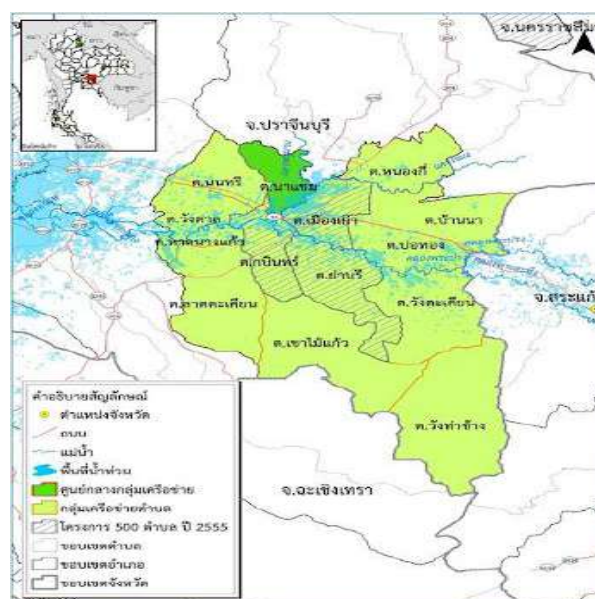 จ.นครราชสีมา
จ.ปราจีนบุรี
ต.หนองกี่
ต.นนทรี
ต.นาแขม
ต.วังดาล
ต.เมืองเก่า
ต.บ้านนา
ต.หาดนางแก้ว
ต.บ่อทอง
ต.กบินทร์
ต.ย่านรี
จ.สระแก้ว
ต.ลาดตะเคียน
ต.วังตะเคียน
ต.เขาไม้แก้ว
ต.วังท่าช้าง
จ.ฉะเชิงเทรา
คำอธิบายสัญลักษณ์
ตำแหน่งจังหวัด
ถนน
แม่น้ำ
พื้นที่น้ำท่วม
ศูนย์กลางกลุ่มเครือข่าย
กลุ่มเครือข่ายตำบล
โครงการ 500 ตำบล ปี 2555
ขอบเขตตำบล
ขอบเขตอำเภอ
ขอบเขตจังหวัด